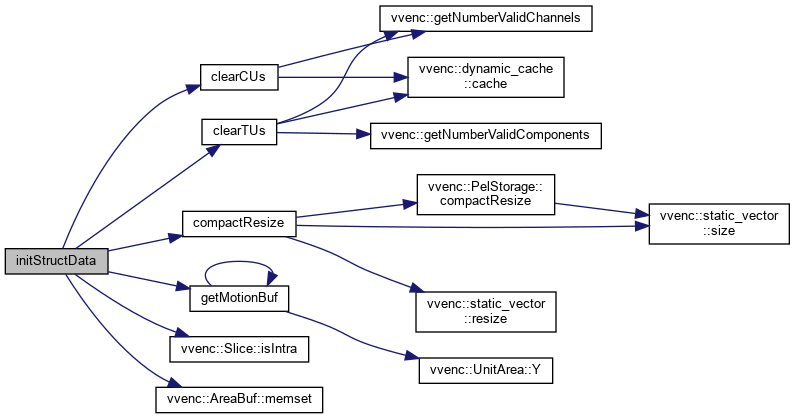 initStructData
clearCUs
clearTUs
compactResize
getMotionBuf
vvenc::Slice::isIntra
vvenc::AreaBuf::memset
vvenc::getNumberValidChannels
vvenc::dynamic_cache
::cache
vvenc::getNumberValidComponents
vvenc::PelStorage::
compactResize
vvenc::static_vector
::resize
vvenc::UnitArea::Y
vvenc::static_vector
::size